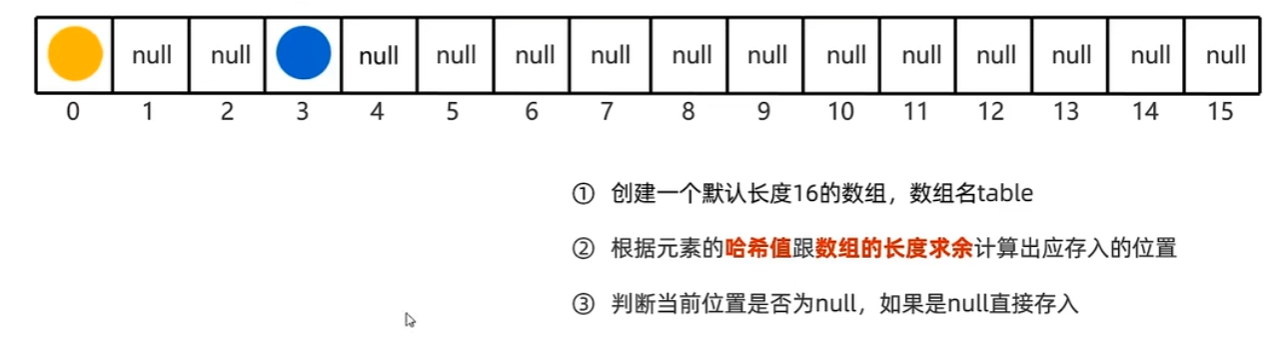 null null null null null null null null null null null null null null
0 1 2 3 4 5 6 7 8 9 10 11 12 13 14 15
① 创建一个默认长度16的数组，数组名table
② 根据元素的哈希值跟数组的长度求余计算出应存入的位置
③ 判断当前位置是否为null，如果是null直接存入